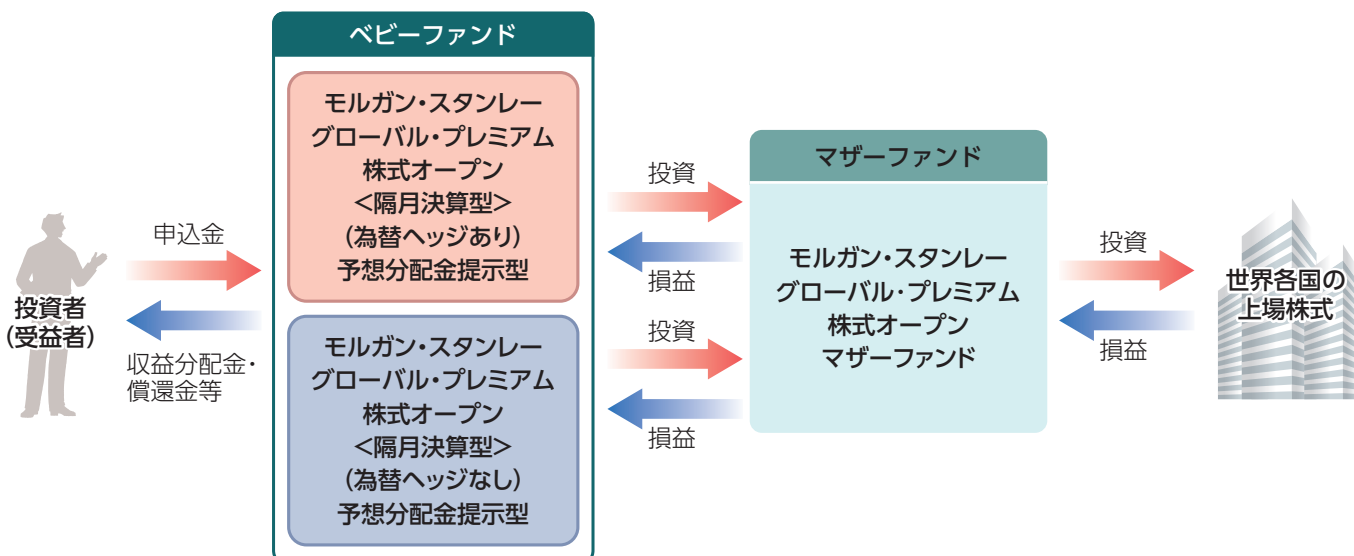 ベビーファンド
モルガン・スタンレー
グローバル・プレミアム
株式オープン
<隔月決算型>
(為替ヘッジあり)
予想分配金提示型
モルガン・スタンレー
グローバル・プレミアム
株式オープン
<隔月決算型>
(為替ヘッジなし)
予想分配金提示型
投資者
(受益者)
申込金
収益分配金・
償還金等
投資
損益
投資
損益
マザーファンド
モルガン・スタンレー
グローバル・プレミアム
株式オープン
マザーファンド
投資
損益
世界各国の
上場株式